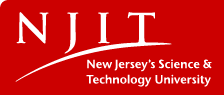 NJIT
New Jersey's Science &
Technology University